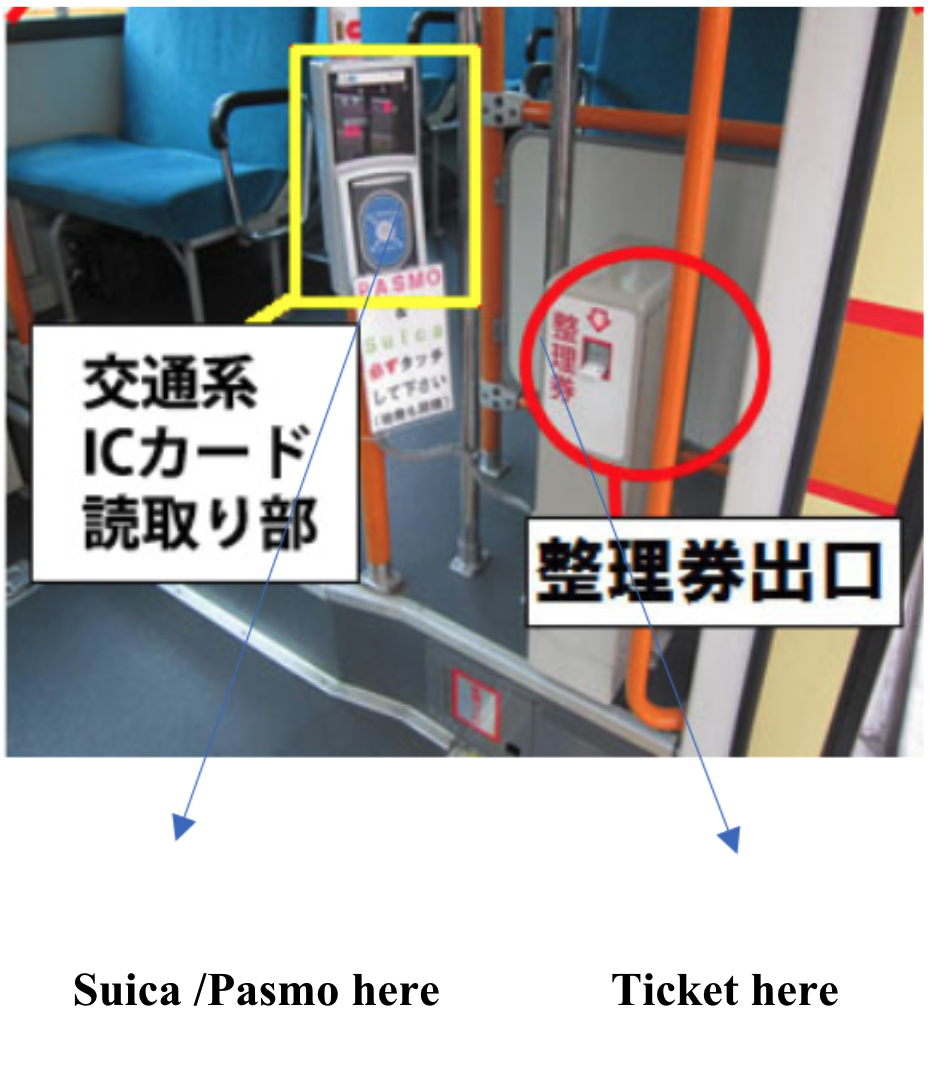 IC
PASMO
&
Suica
必ずタッチ
して下さい
整理券
交通系
ICカード
読取り部
整理券出口
Suica /Pasmo here
Ticket here